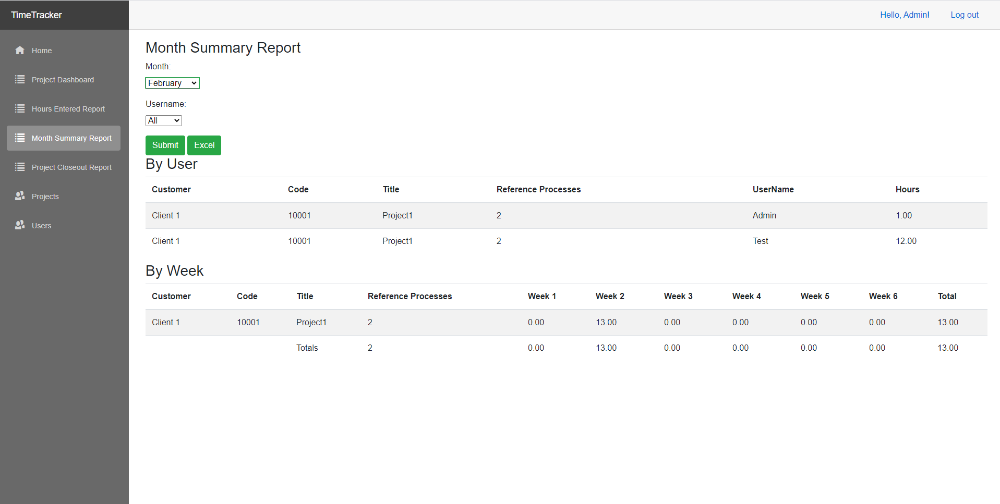 TimeTracker
Hello, Admin! Log out
Home
Project Dashboard
Hours Entered Report
Month Summary Report
Project Closeout Report
Projects
Users
Month Summary Report
Month:
February
Username:
All
Submit Excel
By User
Customer Code Title Reference Processes UserName Hours
Client 1 10001 Project1 2 Admin 1.00
Client 1 10001 Project1 2 Test 12.00
By Week
Customer Code Title Reference Processes Week 1 Week 2 Week 3 Week 4 Week 5 Week 6 Total
Client 1 10001 Project1 2 0.00 13.00 0.00 0.00 0.00 0.00 13.00
Totals 2 0.00 13.00 0.00 0.00 0.00 0.00 13.00